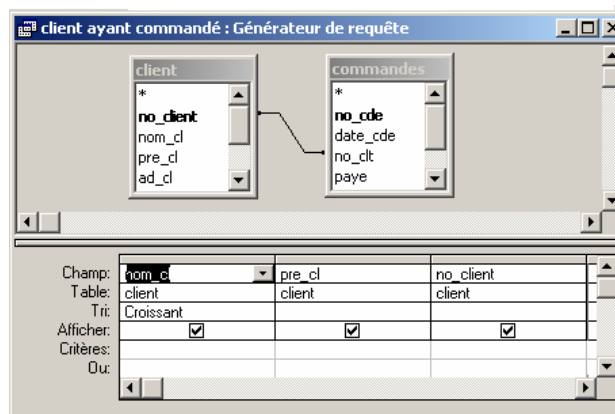 client ayant commandé : Générateur de requête
client
*
no_client
nom_cl
pre_cl
ad_cl
commandes
*
no_cde
date_cde
no_clt
paye
Champ: nom_cl pre_cl no_client
Table: client client client
Tri: Croissant
Afficher:
Critères:
Ou: